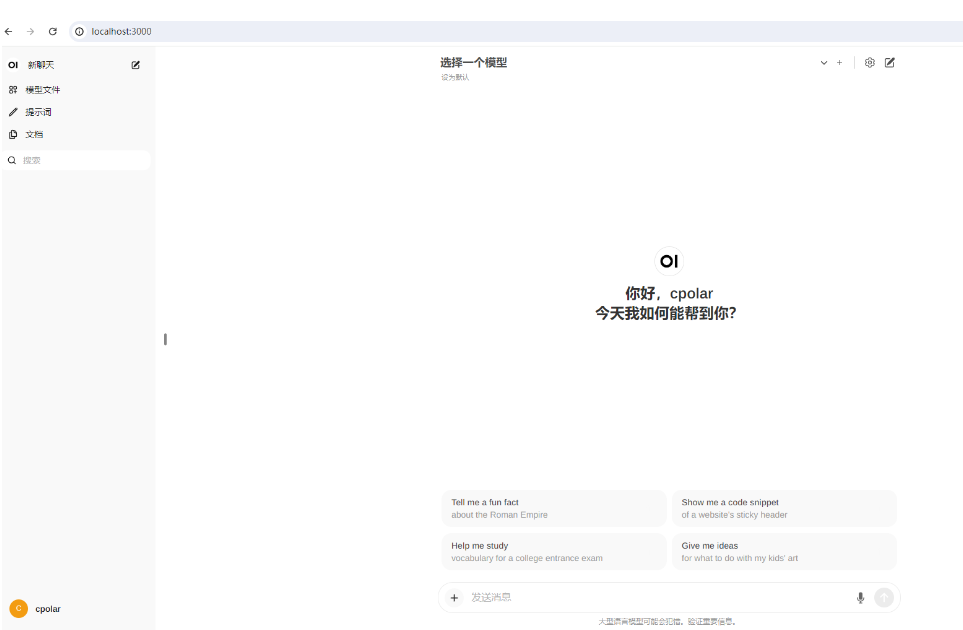 localhost:3000
OI 新聊天
模型文件
提示词
文档
搜索
选择一个模型
设为默认
OI
你好，cpolar
今天我如何能帮到你？
Tell me a fun fact
about the Roman Empire
Show me a code snippet
of a website's sticky header
Help me study
vocabulary for a college entrance exam
Give me ideas
for what to do with my kids' art
发送消息
大型语言模型可能会犯错，验证重要信息。
C cpolar